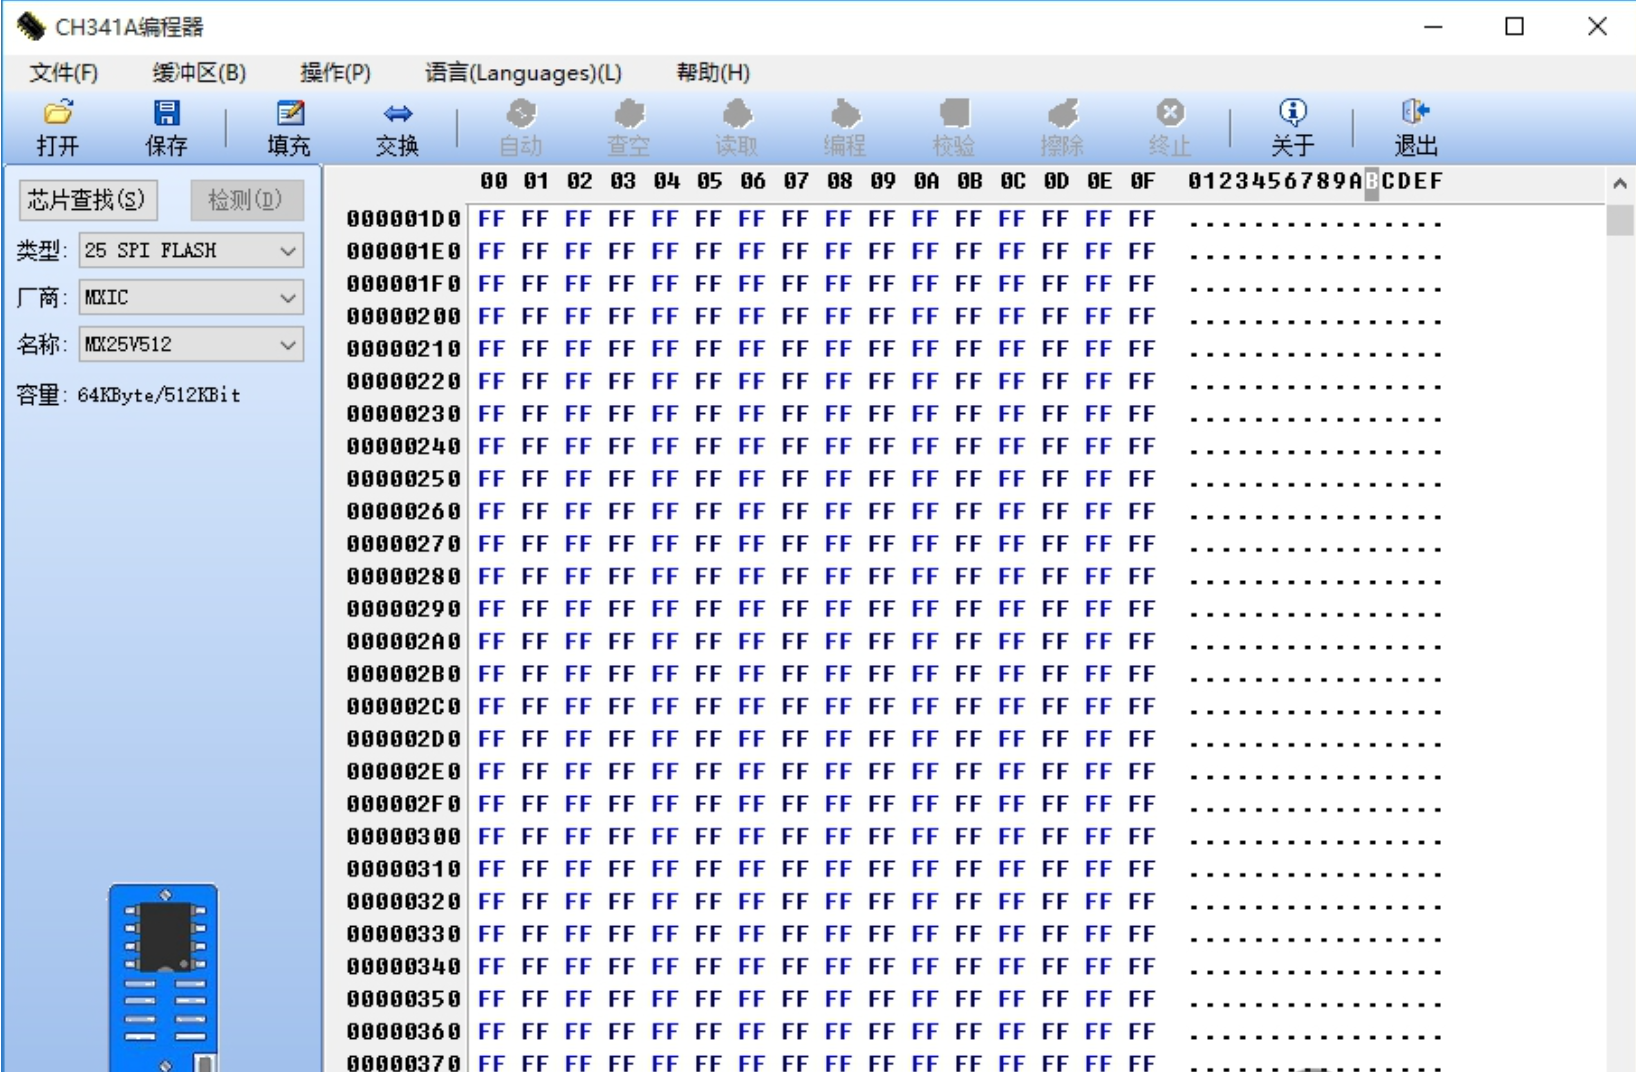 CH341A编程器
文件(F) 缓冲区(B) 操作(P) 语言(Languages)(L) 帮助(H)
打开 保存 填充 交换 自动 查空 读取 编程 校验 擦除 终止 关于 退出
芯片查找(S) 检测(D)
类型: 25 SPI FLASH
厂商: MXIC
名称: MX25V512
容量: 64KByte/512KBit
00 01 02 03 04 05 06 07 08 09 0A 0B 0C 0D 0E 0F 0123456789ABCDEF
000001D0 FF FF FF FF FF FF FF FF FF FF FF FF FF FF FF FF ................
000001E0 FF FF FF FF FF FF FF FF FF FF FF FF FF FF FF FF ................
000001F0 FF FF FF FF FF FF FF FF FF FF FF FF FF FF FF FF ................
00000200 FF FF FF FF FF FF FF FF FF FF FF FF FF FF FF FF ................
00000210 FF FF FF FF FF FF FF FF FF FF FF FF FF FF FF FF ................
00000220 FF FF FF FF FF FF FF FF FF FF FF FF FF FF FF FF ................
00000230 FF FF FF FF FF FF FF FF FF FF FF FF FF FF FF FF ................
00000240 FF FF FF FF FF FF FF FF FF FF FF FF FF FF FF FF ................
00000250 FF FF FF FF FF FF FF FF FF FF FF FF FF FF FF FF ................
00000260 FF FF FF FF FF FF FF FF FF FF FF FF FF FF FF FF ................
00000270 FF FF FF FF FF FF FF FF FF FF FF FF FF FF FF FF ................
00000280 FF FF FF FF FF FF FF FF FF FF FF FF FF FF FF FF ................
00000290 FF FF FF FF FF FF FF FF FF FF FF FF FF FF FF FF ................
000002A0 FF FF FF FF FF FF FF FF FF FF FF FF FF FF FF FF ................
000002B0 FF FF FF FF FF FF FF FF FF FF FF FF FF FF FF FF ................
000002C0 FF FF FF FF FF FF FF FF FF FF FF FF FF FF FF FF ................
000002D0 FF FF FF FF FF FF FF FF FF FF FF FF FF FF FF FF ................
000002E0 FF FF FF FF FF FF FF FF FF FF FF FF FF FF FF FF ................
000002F0 FF FF FF FF FF FF FF FF FF FF FF FF FF FF FF FF ................
00000300 FF FF FF FF FF FF FF FF FF FF FF FF FF FF FF FF ................
00000310 FF FF FF FF FF FF FF FF FF FF FF FF FF FF FF FF ................
00000320 FF FF FF FF FF FF FF FF FF FF FF FF FF FF FF FF ................
00000330 FF FF FF FF FF FF FF FF FF FF FF FF FF FF FF FF ................
00000340 FF FF FF FF FF FF FF FF FF FF FF FF FF FF FF FF ................
00000350 FF FF FF FF FF FF FF FF FF FF FF FF FF FF FF FF ................
00000360 FF FF FF FF FF FF FF FF FF FF FF FF FF FF FF FF ................
00000370 FF FF FF FF FF FF FF FF FF FF FF FF FF FF FF FF ................